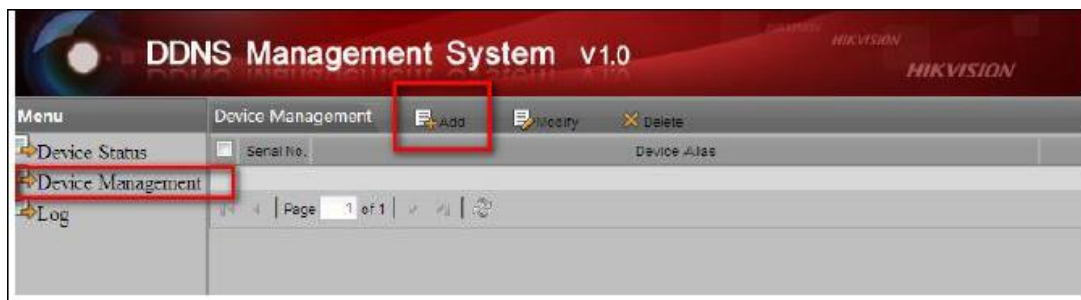 DDNS Management System V1.0
HIKVISION
HIKVISION
Menu
Device Management Add Modify Delete
Device Status
Serial No. Device Alias
Device Management
Log
Page 1 of 1